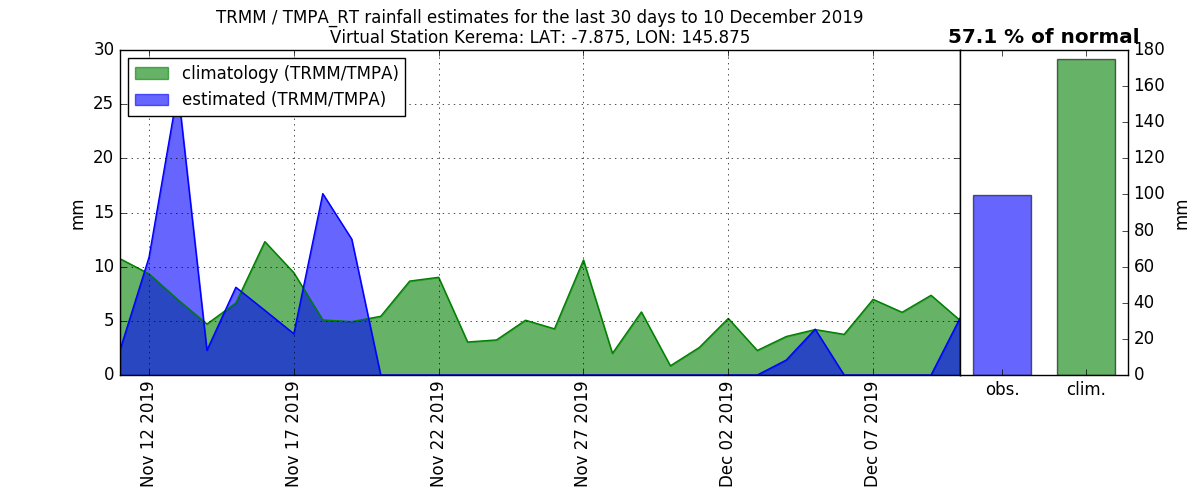 TRMM / TMPA_RT rainfall estimates for the last 30 days to 10 December 2019
Virtual Station Kerema: LAT: -7.875, LON: 145.875
57.1 % of normal
climatology (TRMM/TMPA)
estimated (TRMM/TMPA)
mm
30
25
20
15
10
5
0
Nov 12 2019
Nov 17 2019
Nov 22 2019
Nov 27 2019
Dec 02 2019
Dec 07 2019
obs.
clim.
180
160
140
120
100
80
60
40
20
0
mm